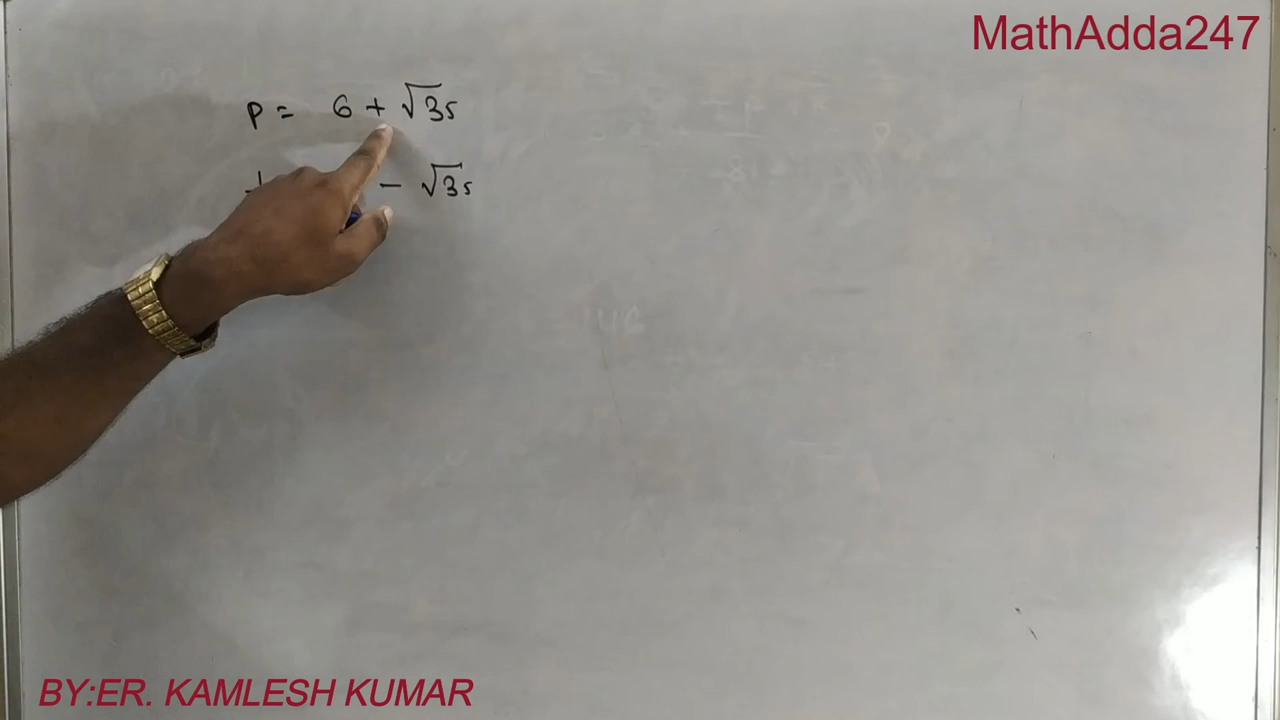 MathAdda247
P = 6 + √35
- √35
BY:ER. KAMLESH KUMAR